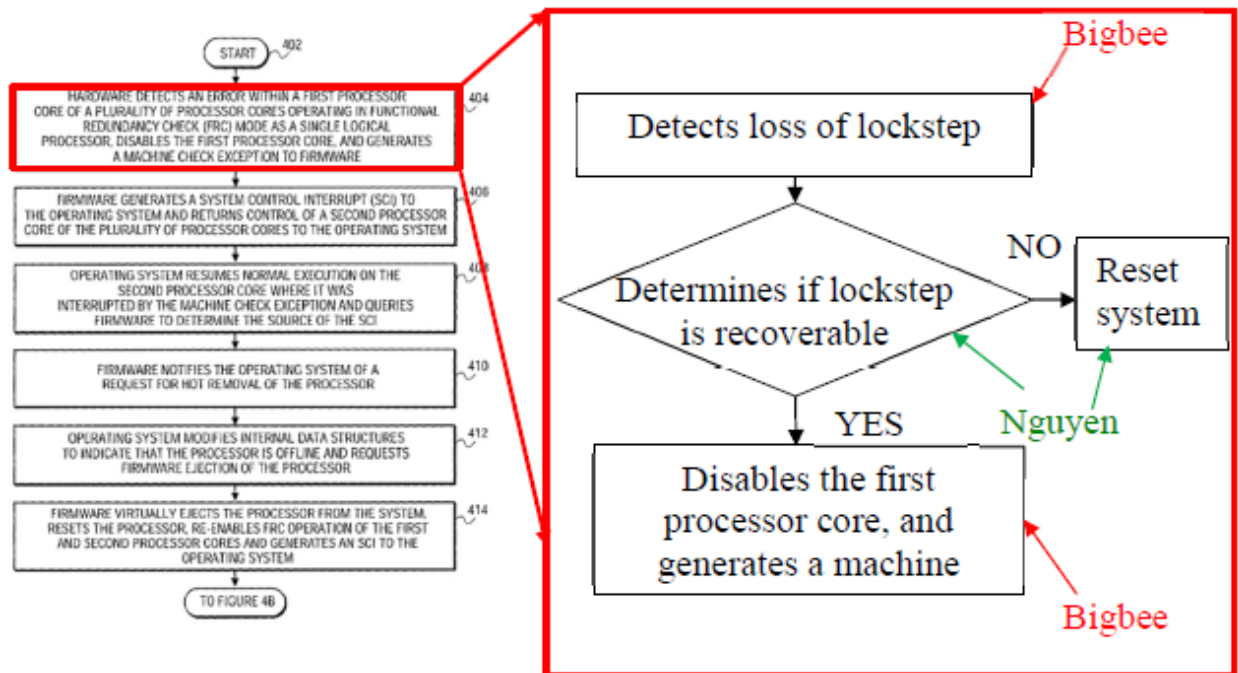 START
402
HARDWARE DETECTS AN ERROR WITHIN A FIRST PROCESSOR
CORE OF A PLURALITY OF PROCESSOR CORES OPERATING IN FUNCTIONAL
REDUNDANCY CHECK (FRC) MODE AS A SINGLE LOGICAL
PROCESSOR, DISABLES THE FIRST PROCESSOR CORE, AND GENERATES
A MACHINE CHECK EXCEPTION TO FIRMWARE
404
FIRMWARE GENERATES A SYSTEM CONTROL INTERRUPT (SCI) TO
THE OPERATING SYSTEM AND RETURNS CONTROL OF A SECOND PROCESSOR
CORE OF THE PLURALITY OF PROCESSOR CORES TO THE OPERATING SYSTEM
406
OPERATING SYSTEM RESUMES NORMAL EXECUTION ON THE
SECOND PROCESSOR CORE WHERE IT WAS
INTERRUPTED BY THE MACHINE CHECK EXCEPTION AND QUERIES
FIRMWARE TO DETERMINE THE SOURCE OF THE SCI
408
FIRMWARE NOTIFIES THE OPERATING SYSTEM OF A
REQUEST FOR HOT REMOVAL OF THE PROCESSOR
410
OPERATING SYSTEM MODIFIES INTERNAL DATA STRUCTURES
TO INDICATE THAT THE PROCESSOR IS OFFLINE AND REQUESTS
FIRMWARE EJECTION OF THE PROCESSOR
412
FIRMWARE VIRTUALLY EJECTS THE PROCESSOR FROM THE SYSTEM,
RESETS THE PROCESSOR, RE-ENABLES FRC OPERATION OF THE FIRST
AND SECOND PROCESSOR CORES AND GENERATES AN SCI TO THE
OPERATING SYSTEM
414
TO FIGURE 4B
Bigbee
Detects loss of lockstep
Determines if lockstep
is recoverable
NO
Reset
system
Nguyen
YES
Disables the first
processor core, and
generates a machine
Bigbee